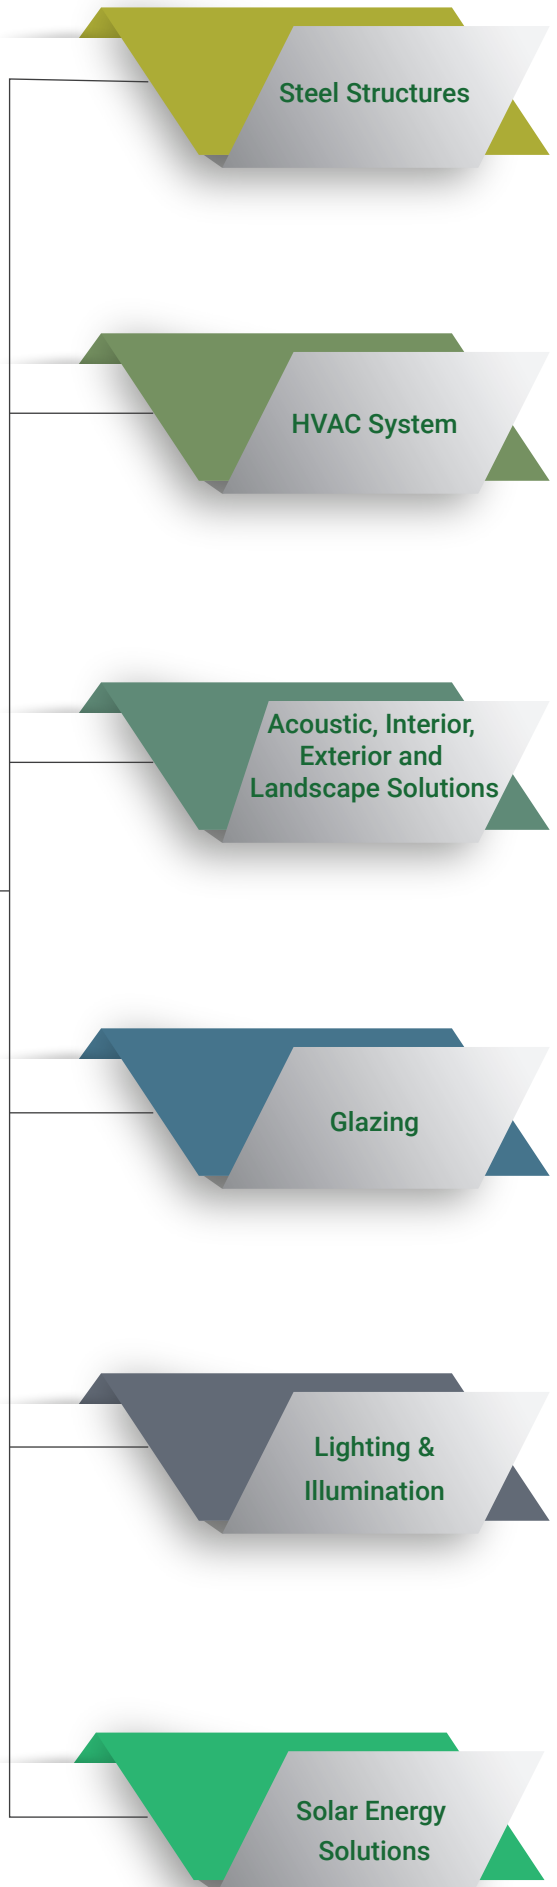 Steel Structures
HVAC System
Acoustic, Interior,
Exterior and
Landscape Solutions
Glazing
Lighting &
Illumination
Solar Energy
Solutions